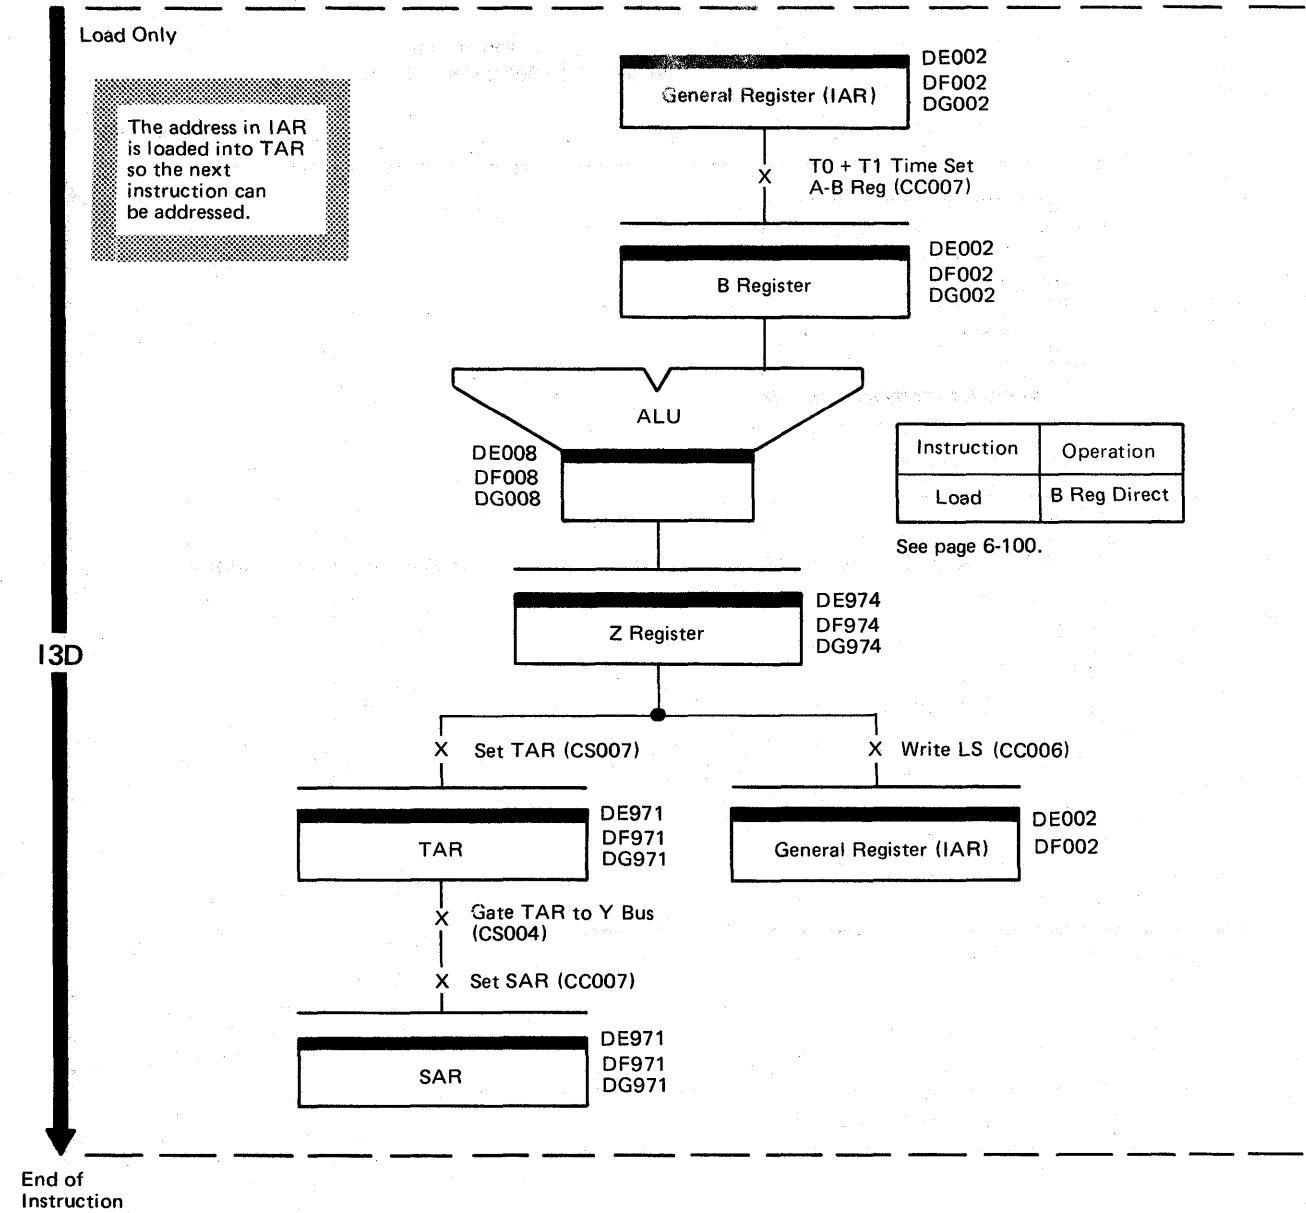 Load Only
The address in IAR
is loaded into TAR
so the next
instruction can
be addressed.
General Register (IAR)
DE002
DF002
DG002
X
T0 + T1 Time Set
A-B Reg (CC007)
B Register
DE002
DF002
DG002
ALU
DE008
DF008
DG008
Instruction Operation
Load B Reg Direct
See page 6-100.
Z Register
DE974
DF974
DG974
I3D
X Set TAR (CS007)
X Write LS (CC006)
TAR
DE971
DF971
DG971
General Register (IAR)
DE002
DF002
X Gate TAR to Y Bus
(CS004)
X Set SAR (CC007)
SAR
DE971
DF971
DG971
End of
Instruction